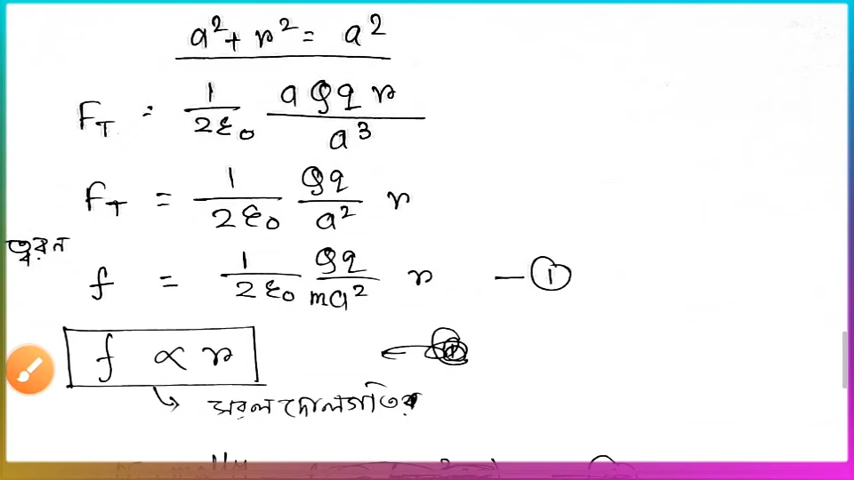 a² + r² = a²
F_T = 1/2ε₀ aρqr/a³
F_T = 1/2ε₀ ρq/a² r
ত্বরন f = 1/2ε₀ ρq/ma² r — ①
f ∝ r ←
↳ সরল দোলগতির